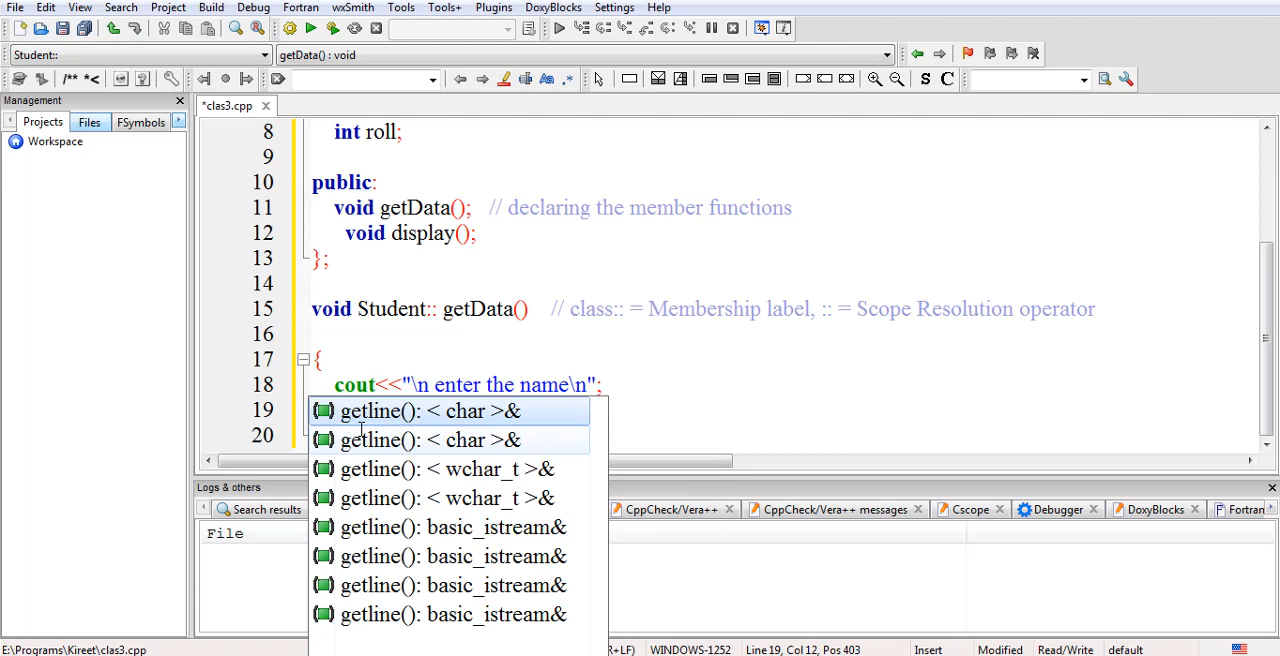 File Edit View Search Project Build Debug Fortran wxSmith Tools Tools+ Plugins DoxyBlocks Settings Help
Student:: getData() : void
/** *< S C
Management
*clas3.cpp
Projects Files FSymbols
Workspace
8 int roll;
9
10 public:
11 void getData(); // declaring the member functions
12 void display();
13 };
14
15 void Student:: getData() // class:: = Membership label, :: = Scope Resolution operator
16
17 {
18 cout<<"\n enter the name\n";
19 getline(): < char >&
20 getline(): < char >&
getline(): < wchar_t >&
getline(): < wchar_t >&
getline(): basic_istream&
getline(): basic_istream&
getline(): basic_istream&
getline(): basic_istream&
Logs & others
Search results CppCheck/Vera++ CppCheck/Vera++ messages Cscope Debugger DoxyBlocks Fortran
File
E:\Programs\Kireet\clas3.cpp R+LF) WINDOWS-1252 Line 19, Col 12, Pos 403 Insert Modified Read/Write default